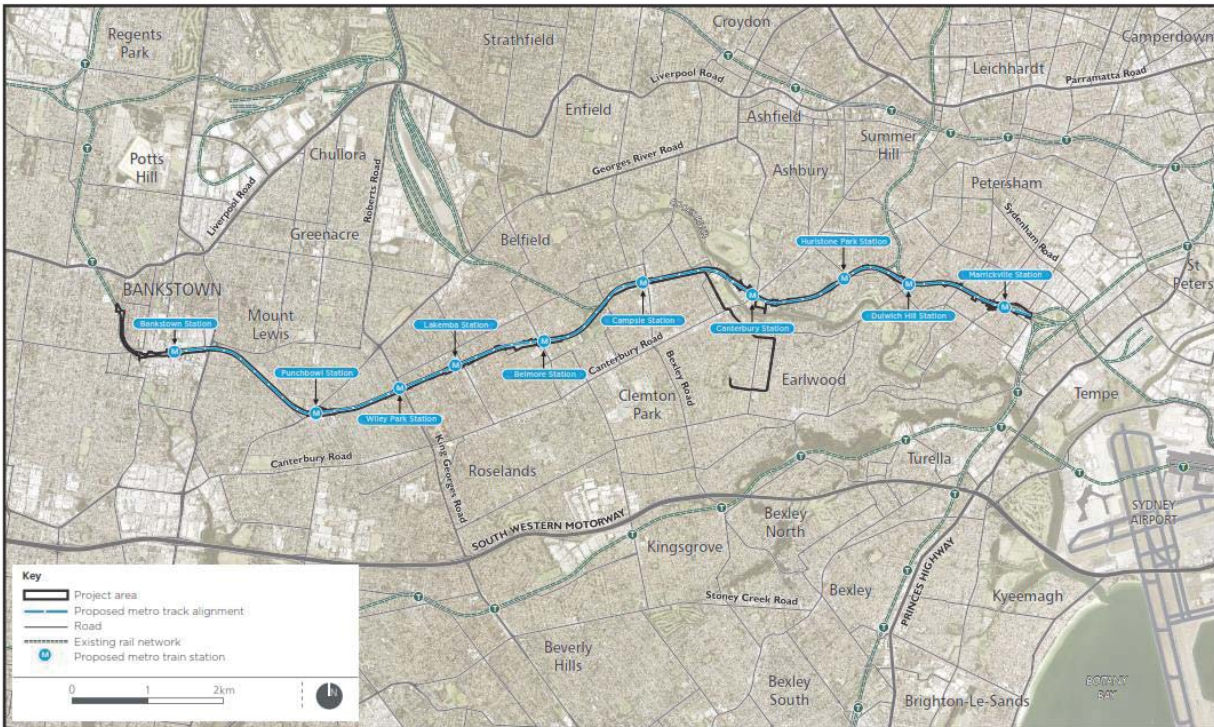 Regents
Park
Strathfield
Croydon
Camperdown
Leichhardt
Parramatta Road
Liverpool Road
Enfield
Ashfield
Summer
Hill
Chullora
Potts
Hill
Roberts Road
Liverpool Road
Georges River Road
Ashbury
Petersham
Sydenham Road
Greenacre
Belfield
Hurlstone Park Station
Marrickville Station
St
Peters
BANKSTOWN
Bankstown Station
Mount
Lewis
Lakemba Station
Campsie Station
Canterbury Station
Dulwich Hill Station
Punchbowl Station
Belmore Station
Canterbury Road
Bexley Road
Earlwood
Wiley Park Station
Clemton
Park
Tempe
Canterbury Road
King Georges Road
Roselands
Turella
SOUTH WESTERN MOTORWAY
Bexley
North
SYDNEY
AIRPORT
Kingsgrove
PRINCES HIGHWAY
Stoney Creek Road
Bexley
Kyeemagh
Beverly
Hills
Bexley
South
Brighton-Le-Sands
BOTANY
BAY
Key
Project area
Proposed metro track alignment
Road
Existing rail network
M Proposed metro train station
0 1 2km
N